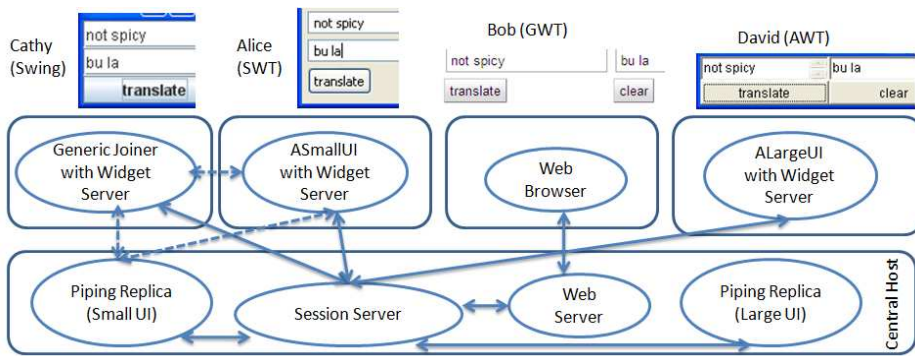 Cathy
(Swing)
not spicy
bu la
translate
Alice
(SWT)
not spicy
bu la
translate
Bob (GWT)
not spicy
bu la
translate
clear
David (AWT)
not spicy
bu la
translate
clear
Generic Joiner
with Widget
Server
ASmallUI
with Widget
Server
Web
Browser
ALargeUI
with Widget
Server
Piping Replica
(Small UI)
Session Server
Web
Server
Piping Replica
(Large UI)
Central Host